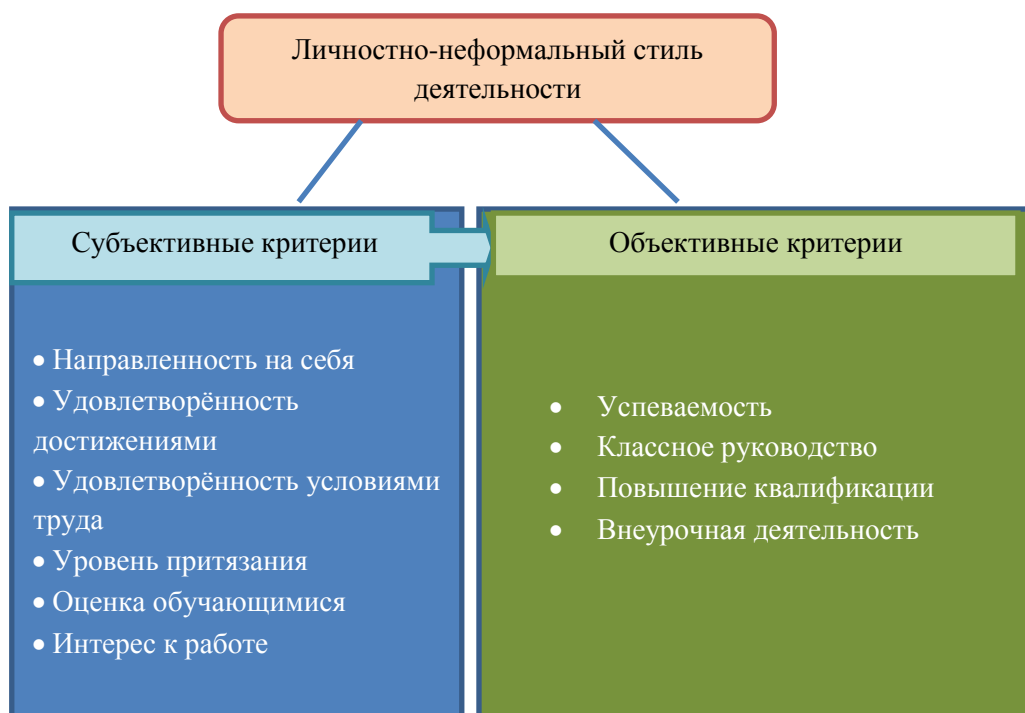 Личностно-неформальный стиль
деятельности
Субъективные критерии
• Направленность на себя
• Удовлетворённость
достижениями
• Удовлетворённость условиями
труда
• Уровень притязания
• Оценка обучающимися
• Интерес к работе
Объективные критерии
• Успеваемость
• Классное руководство
• Повышение квалификации
• Внеурочная деятельность